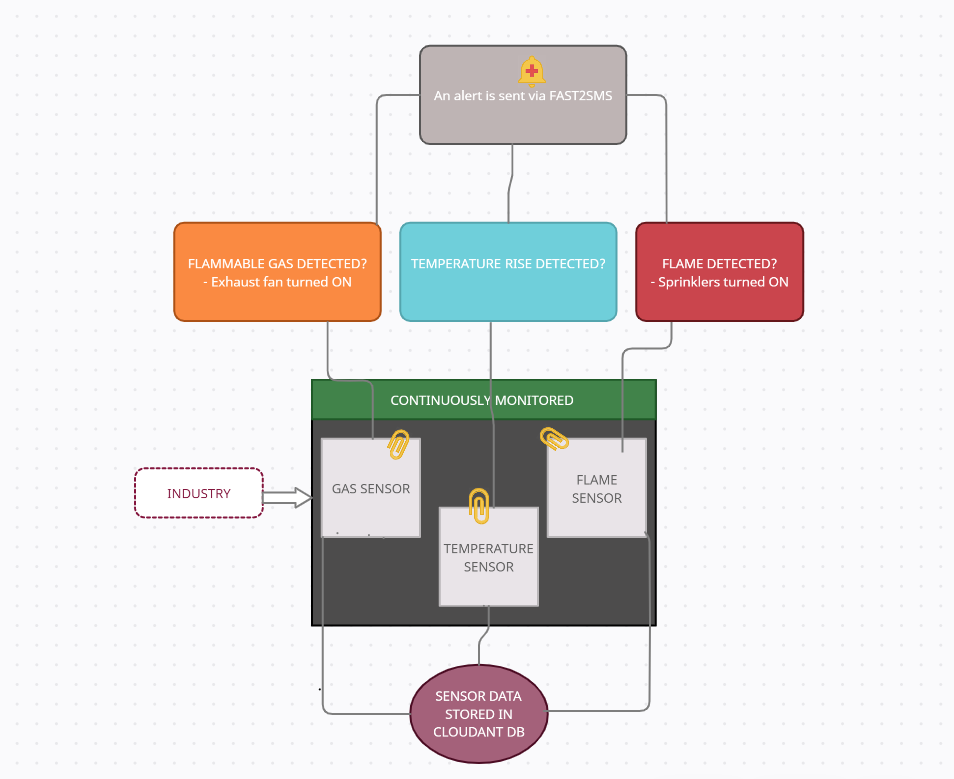 An alert is sent via FAST2SMS
FLAMMABLE GAS DETECTED?
- Exhaust fan turned ON
TEMPERATURE RISE DETECTED?
FLAME DETECTED?
- Sprinklers turned ON
CONTINUOUSLY MONITORED
INDUSTRY
GAS SENSOR
FLAME
SENSOR
TEMPERATURE
SENSOR
SENSOR DATA
STORED IN
CLOUDANT DB